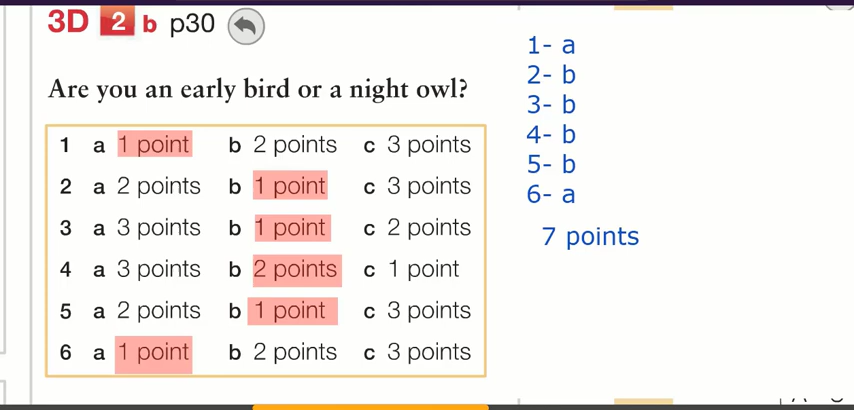 3D 2 b p30
Are you an early bird or a night owl?
1 a 1 point b 2 points c 3 points
2 a 2 points b 1 point c 3 points
3 a 3 points b 1 point c 2 points
4 a 3 points b 2 points c 1 point
5 a 2 points b 1 point c 3 points
6 a 1 point b 2 points c 3 points
1- a
2- b
3- b
4- b
5- b
6- a
7 points